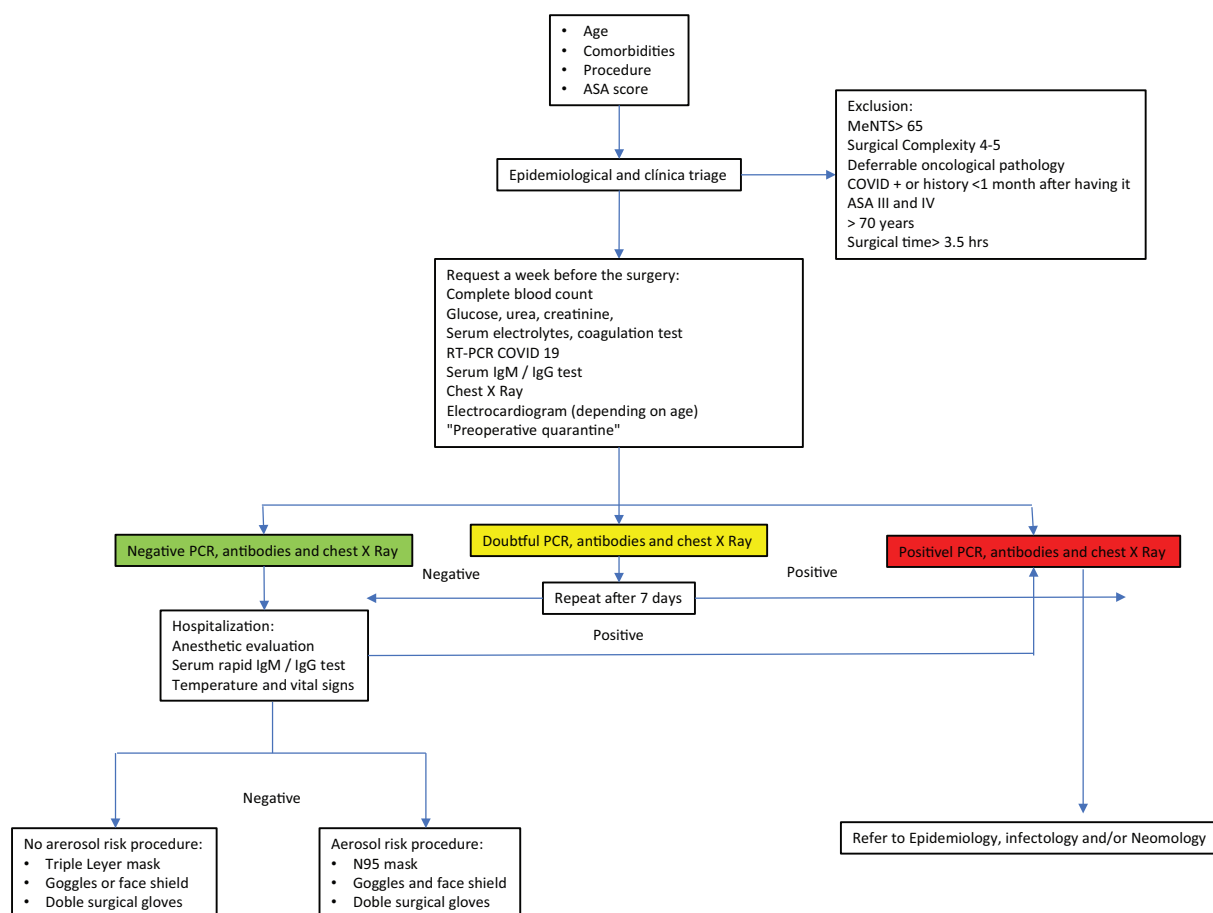 • Age
• Comorbidities
• Procedure
• ASA score
Exclusion:
MeNTS> 65
Surgical Complexity 4-5
Deferrable oncological pathology
COVID + or history <1 month after having it
ASA III and IV
> 70 years
Surgical time> 3.5 hrs
Epidemiological and clínica triage
Request a week before the surgery:
Complete blood count
Glucose, urea, creatinine,
Serum electrolytes, coagulation test
RT-PCR COVID 19
Serum IgM / IgG test
Chest X Ray
Electrocardiogram (depending on age)
"Preoperative quarantine"
Negative PCR, antibodies and chest X Ray
Doubtful PCR, antibodies and chest X Ray
Positivel PCR, antibodies and chest X Ray
Negative
Positive
Repeat after 7 days
Hospitalization:
Anesthetic evaluation
Serum rapid IgM / IgG test
Temperature and vital signs
Positive
Negative
No arerosol risk procedure:
• Triple Leyer mask
• Goggles or face shield
• Doble surgical gloves
Aerosol risk procedure:
• N95 mask
• Goggles and face shield
• Doble surgical gloves
Refer to Epidemiology, infectology and/or Neomology